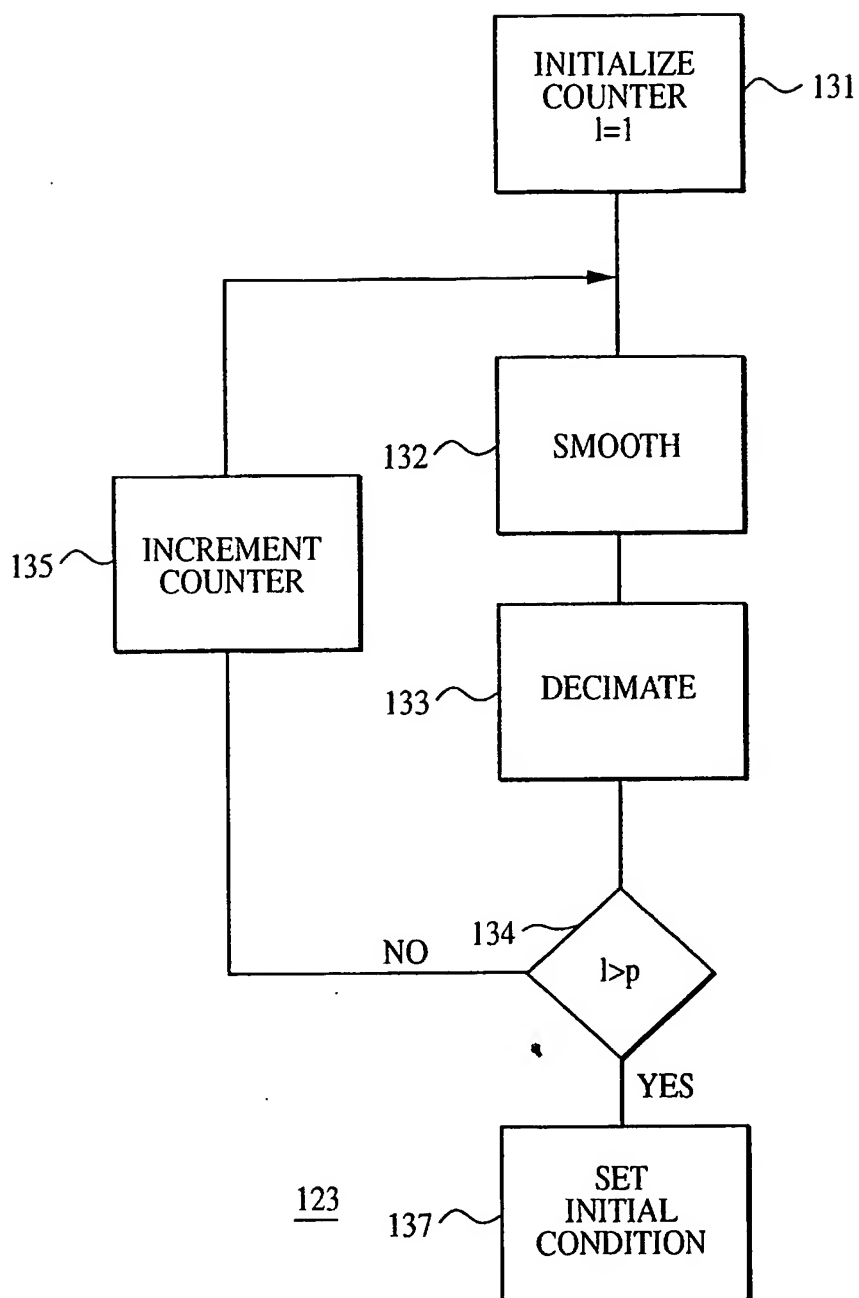 INITIALIZE
COUNTER
l=1
131
132
SMOOTH
135
INCREMENT
COUNTER
133
DECIMATE
134
NO
l>p
YES
123
137
SET
INITIAL
CONDITION